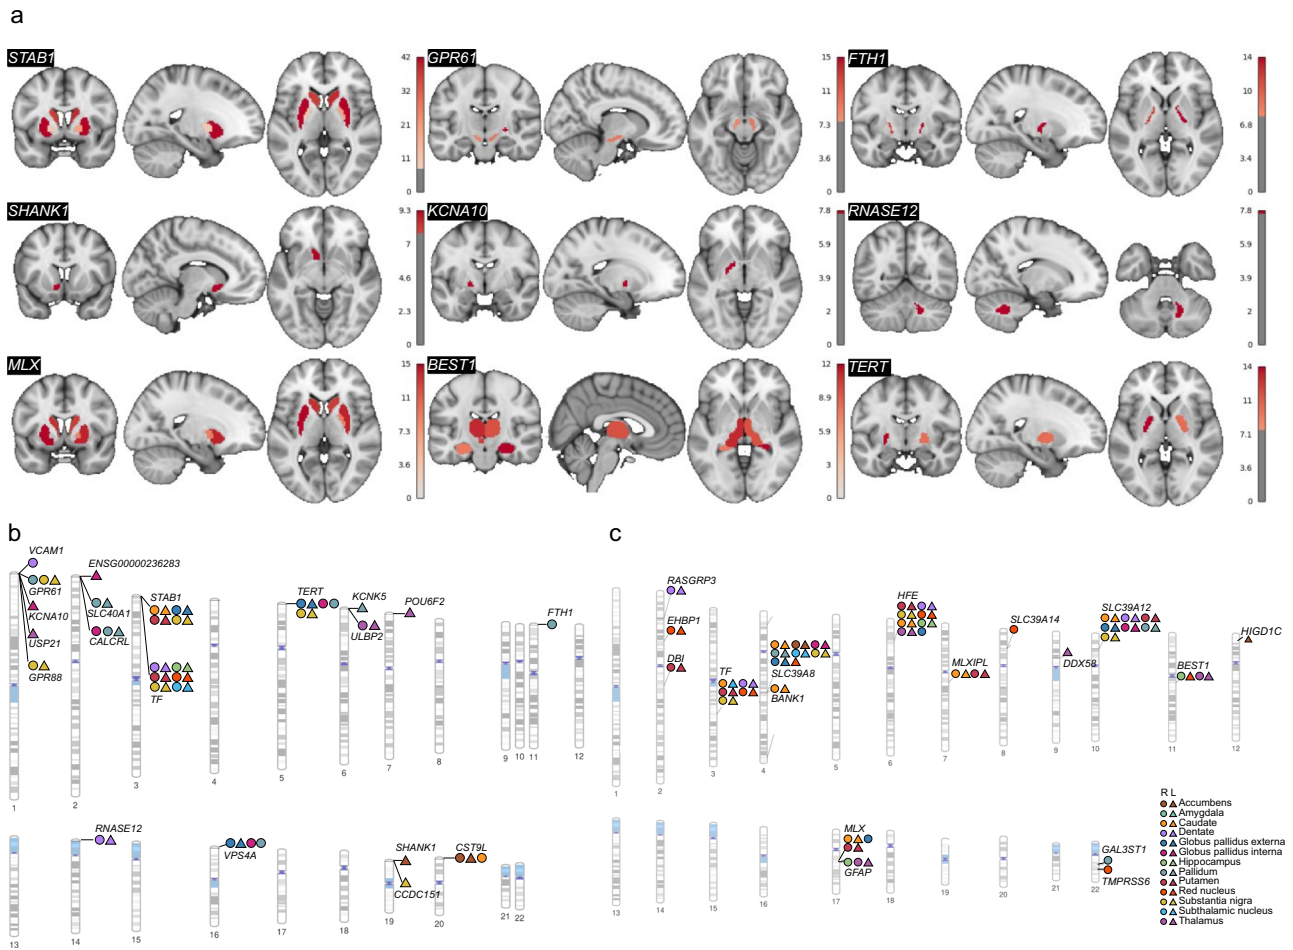 a
STAB1
42
32
21
11
0
GPR61
15
11
7.3
3.6
0
FTH1
14
10
6.8
3.4
0
SHANK1
9.3
7
4.6
2.3
0
KCNA10
7.8
5.9
3.9
2
0
RNASE12
7.8
5.9
3.9
2
0
MLX
15
11
7.3
3.6
0
BEST1
12
8.9
5.9
3
0
TERT
14
11
7.1
0
b
VCAM1
GPR61
KCNA10
USP21
GPR88
ENSG00000236283
SLC40A1
CALCRL
STAB1
TF
TERT
KCNK5
ULBP2
POU6F2
FTH1
1
2
3
4
5
6
7
8
9
10
11
12
RNASE12
VPS4A
SHANK1
CCDC151
CST9L
13
14
15
16
17
18
19
20
21
22
c
RASGRP3
EHBP1
DBI
TF
SLC39A8
BANK1
HFE
MLXIPL
SLC39A14
DDX58
SLC39A12
BEST1
HIGD1C
1
2
3
4
5
6
7
8
9
10
11
12
MLX
GFAP
GAL3ST1
TMPRSS6
13
14
15
16
17
18
19
20
21
22
R L
Accumbens
Amygdala
Caudate
Dentate
Globus pallidus externa
Globus pallidus interna
Hippocampus
Pallidum
Putamen
Red nucleus
Substantia nigra
Subthalamic nucleus
Thalamus